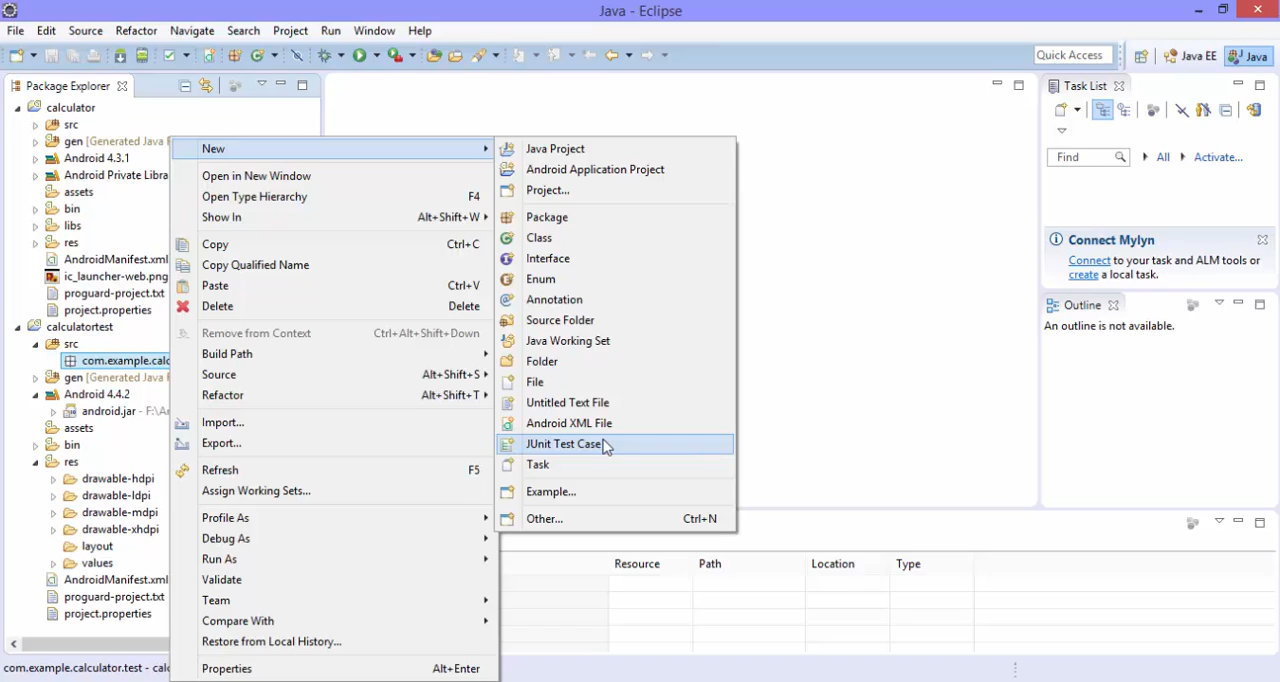 Java - Eclipse
File Edit Source Refactor Navigate Search Project Run Window Help
Quick Access
Java EE
Java
Package Explorer
calculator
src
gen [Generated Java F
Android 4.3.1
Android Private Libra
assets
bin
libs
res
AndroidManifest.xml
ic_launcher-web.png
proguard-project.txt
project.properties
calculatortest
src
com.example.calc
gen [Generated Java F
Android 4.4.2
android.jar - F:\A
assets
bin
res
drawable-hdpi
drawable-ldpi
drawable-mdpi
drawable-xhdpi
layout
values
AndroidManifest.xml
proguard-project.txt
project.properties
com.example.calculator.test - calc
New
Open in New Window
Open Type Hierarchy F4
Show In Alt+Shift+W
Copy Ctrl+C
Copy Qualified Name
Paste Ctrl+V
Delete Delete
Remove from Context Ctrl+Alt+Shift+Down
Build Path
Source Alt+Shift+S
Refactor Alt+Shift+T
Import...
Export...
Refresh F5
Assign Working Sets...
Profile As
Debug As
Run As
Validate
Team
Compare With
Restore from Local History...
Properties Alt+Enter
Java Project
Android Application Project
Project...
Package
Class
Interface
Enum
Annotation
Source Folder
Java Working Set
Folder
File
Untitled Text File
Android XML File
JUnit Test Case
Task
Example...
Other... Ctrl+N
Resource Path Location Type
Task List
Find All Activate...
Connect Mylyn
Connect to your task and ALM tools or
create a local task.
Outline
An outline is not available.